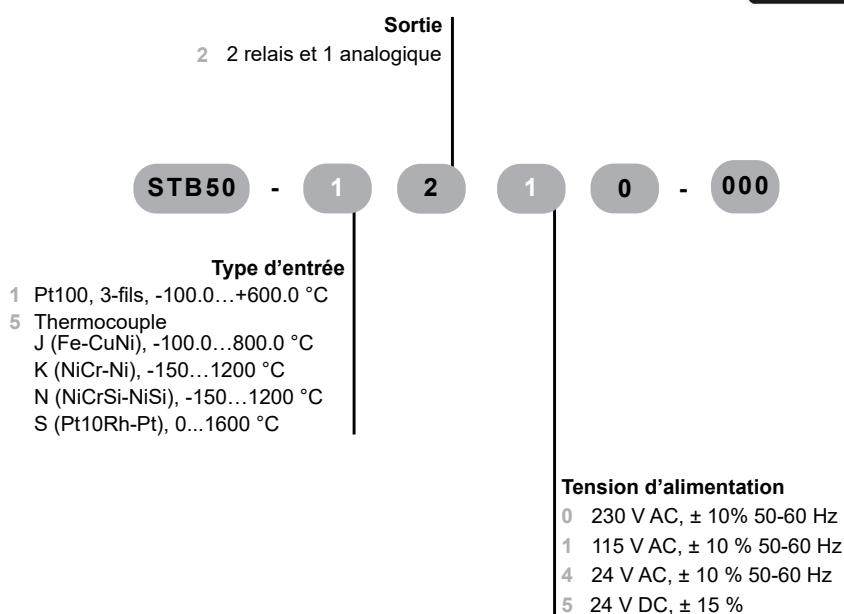 Sortie
2 2 relais et 1 analogique
STB50 - 1 2 1 0 - 000
Type d’entrée
1 Pt100, 3-fils, -100.0…+600.0 °C
5 Thermocouple
J (Fe-CuNi), -100.0…800.0 °C
K (NiCr-Ni), -150…1200 °C
N (NiCrSi-NiSi), -150…1200 °C
S (Pt10Rh-Pt), 0...1600 °C
Tension d’alimentation
0 230 V AC, ± 10% 50-60 Hz
1 115 V AC, ± 10 % 50-60 Hz
4 24 V AC, ± 10 % 50-60 Hz
5 24 V DC, ± 15 %